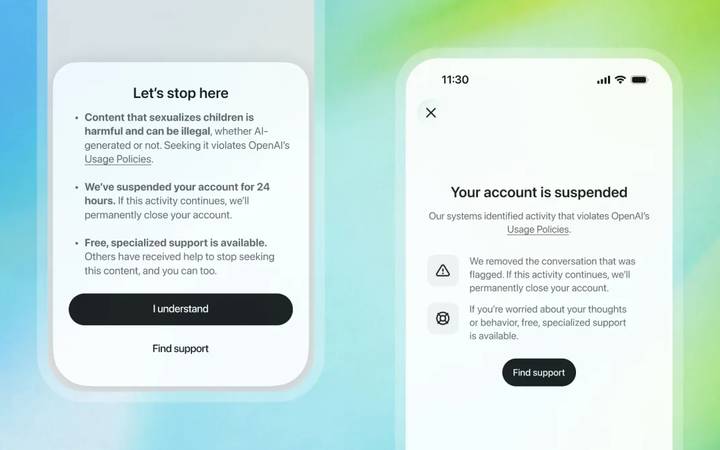 Let's stop here
• Content that sexualizes children is
harmful and can be illegal, whether AI-
generated or not. Seeking it violates OpenAI's
Usage Policies.
• We've suspended your account for 24
hours. If this activity continues, we'll
permanently close your account.
• Free, specialized support is available.
Others have received help to stop seeking
this content, and you can too.
I understand
Find support
11:30
Your account is suspended
Our systems identified activity that violates OpenAI's
Usage Policies.
We removed the conversation that was
flagged. If this activity continues, we'll
permanently close your account.
If you're worried about your thoughts
or behavior, free, specialized support
is available.
Find support